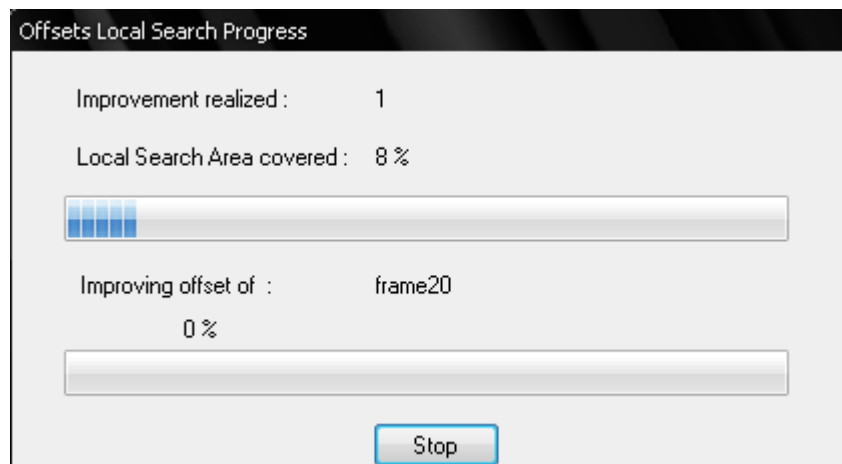 Offsets Local Search Progress
Improvement realized : 1
Local Search Area covered : 8 %
Improving offset of : frame20
0 %
Stop